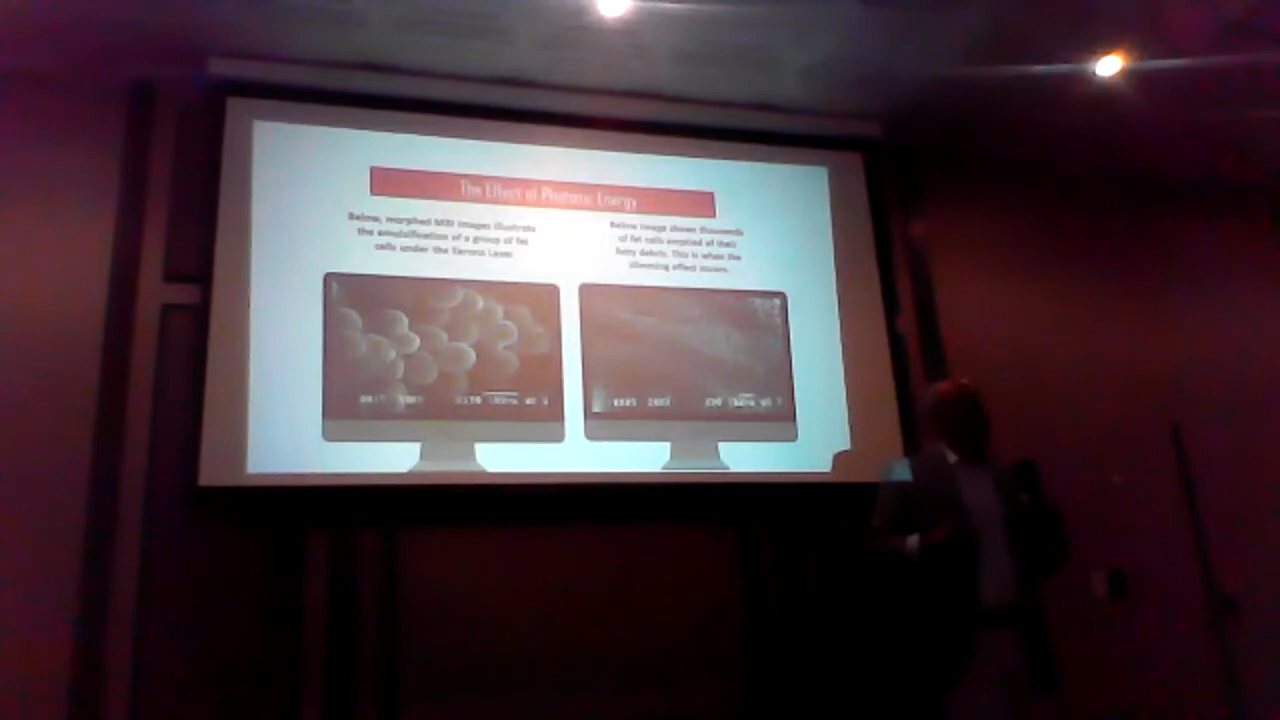 The Effect of Photonic Energy
Below, morphed MRI images illustrate
the emulsification of a group of fat
cells under the Zerona Laser
Below image shows thousands
of fat cells emptied of their
fatty debris. This is when the
slimming effect occurs.